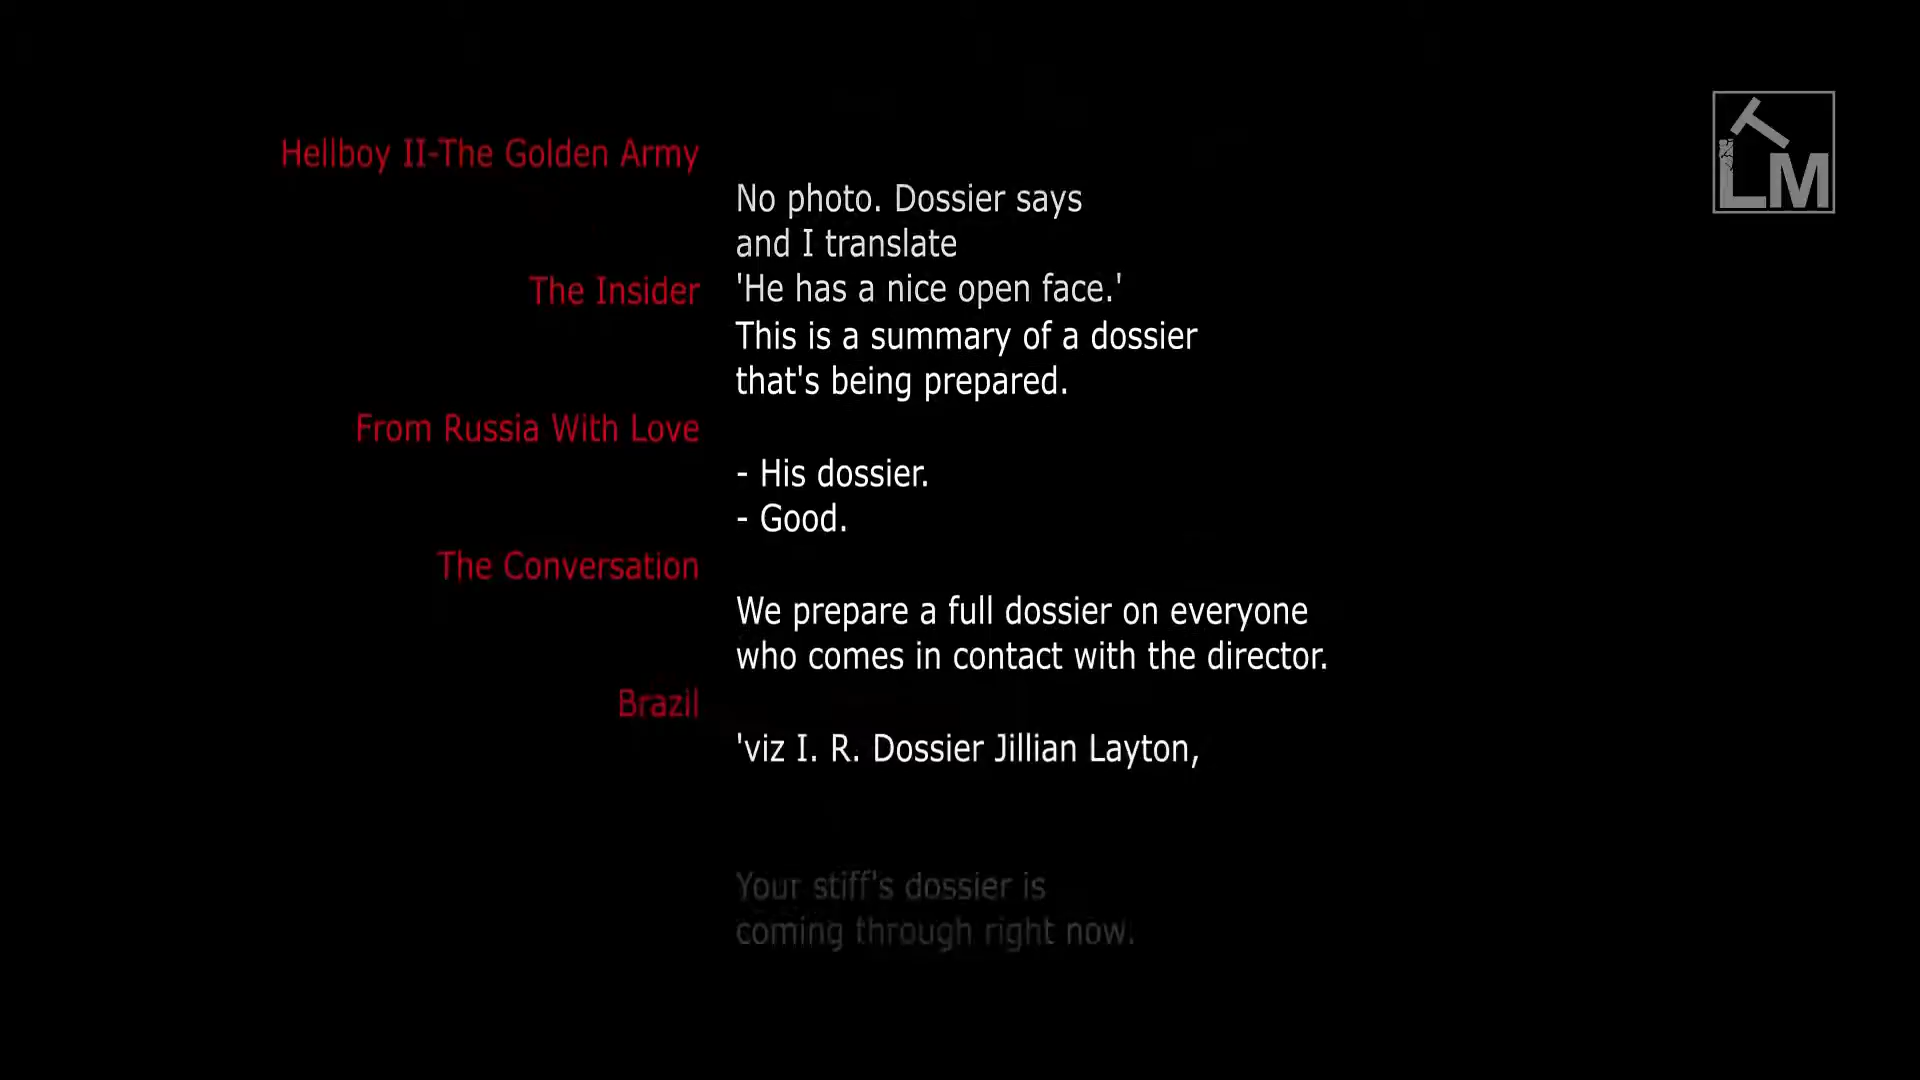 Hellboy II-The Golden Army
No photo. Dossier says
and I translate
'He has a nice open face.'
The Insider
This is a summary of a dossier
that's being prepared.
From Russia With Love
- His dossier.
- Good.
The Conversation
We prepare a full dossier on everyone
who comes in contact with the director.
Brazil
'viz I. R. Dossier Jillian Layton,
Your stiff's dossier is
coming through right now.
TLM